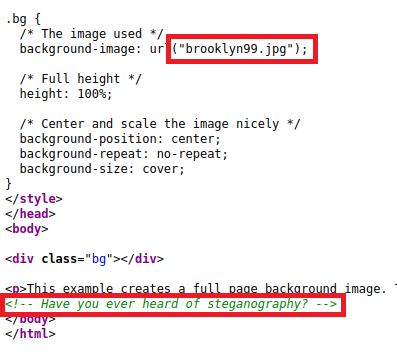 .bg {
/* The image used */
background-image: url("brooklyn99.jpg");
/* Full height */
height: 100%;
/* Center and scale the image nicely */
background-position: center;
background-repeat: no-repeat;
background-size: cover;
}
</style>
</head>
<body>
<div class="bg"></div>
<p>This example creates a full page background image.
<!-- Have you ever heard of steganography? -->
</body>
</html>